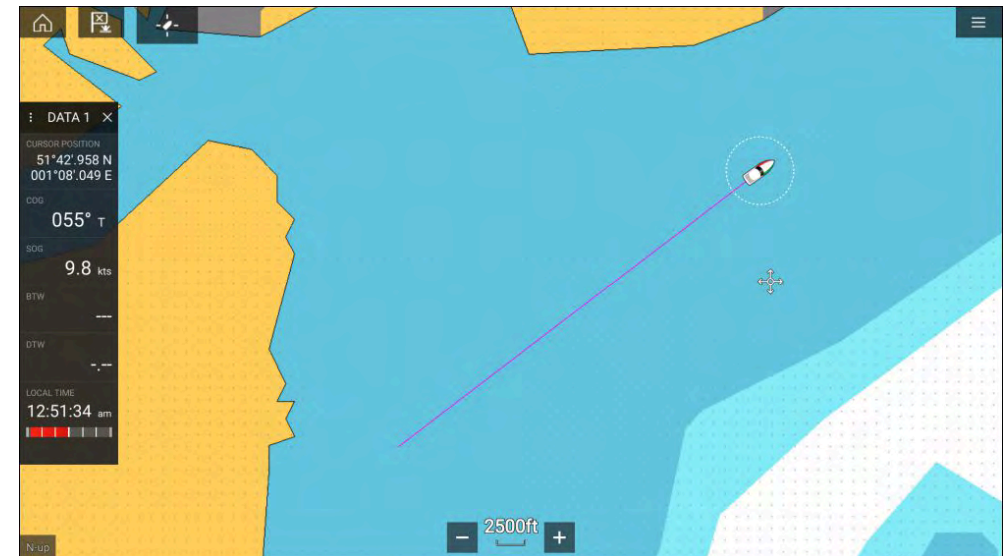 DATA 1
CURSOR POSITION
51°42'.958 N
001°08'.049 E
COG
055° T
SOG
9.8 kts
BTW
---
DTW
-.--
LOCAL TIME
12:51:34 am
N-up
2500ft